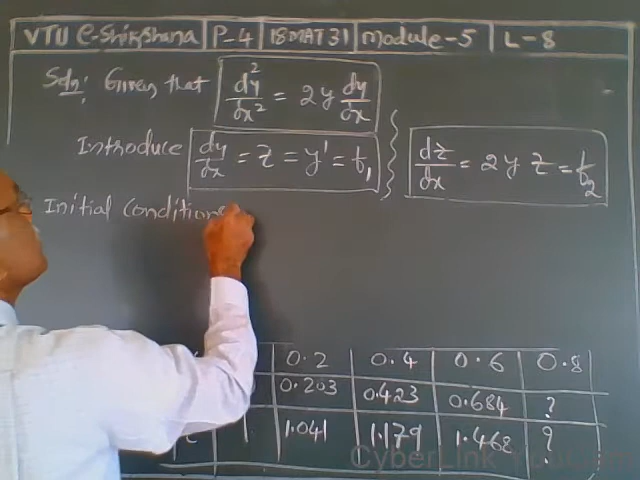 VTU e-Shikshana P-4 18MAT31 Module-5 L-8
Soln: Given that d²y/dx² = 2y dy/dx
Introduce dy/dx = z = y' = f₁ dz/dx = 2y z = f₂
Initial Condition
0.2 0.4 0.6 0.8
0.203 0.423 0.684 ?
1. 1.041 1.179 1.468 ?
CyberLink